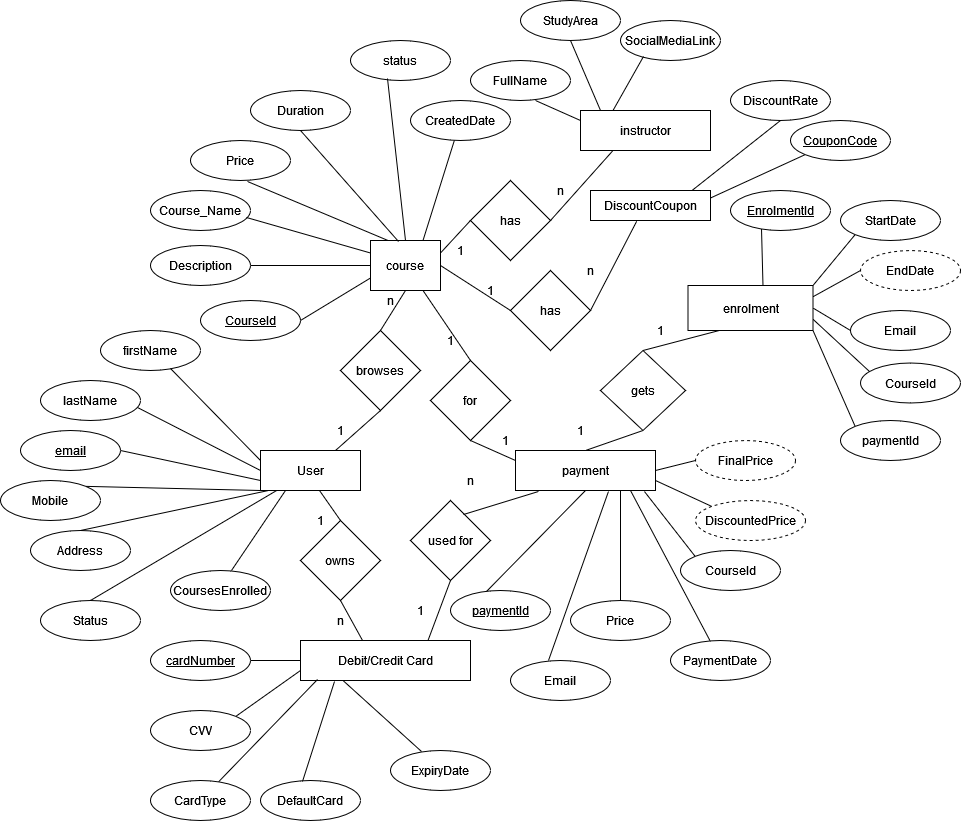 StudyArea
SocialMediaLink
status
FullName
DiscountRate
Duration
CreatedDate
instructor
CouponCode
Price
n
DiscountCoupon
Course_Name
has
EnrolmentId
StartDate
1
Description
course
n
EndDate
1
n
has
enrolment
CourseId
Email
firstName
1
1
browses
CourseId
lastName
for
gets
1
1
1
paymentId
email
User
payment
FinalPrice
n
Mobile
1
DiscountedPrice
Address
owns
used for
CourseId
CoursesEnrolled
Status
n
1
paymentId
Price
cardNumber
Debit/Credit Card
PaymentDate
Email
CVV
ExpiryDate
CardType
DefaultCard